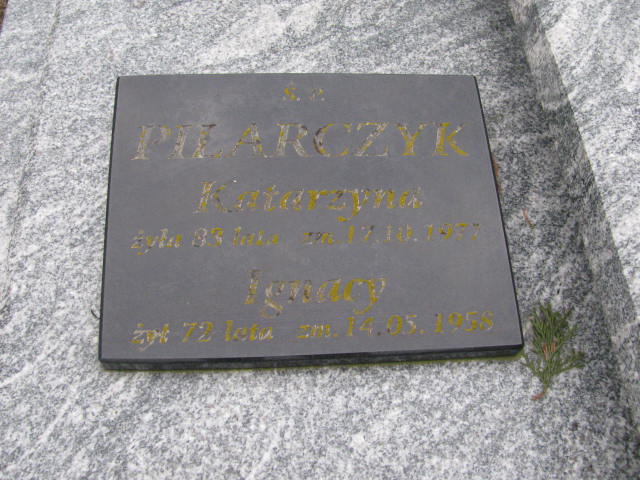 Ś. P.
PILARCZYK
Katarzyna
żyła 83 lata zm. 17.10.1977
Ignacy
żył 72 lata zm. 14.05.1958